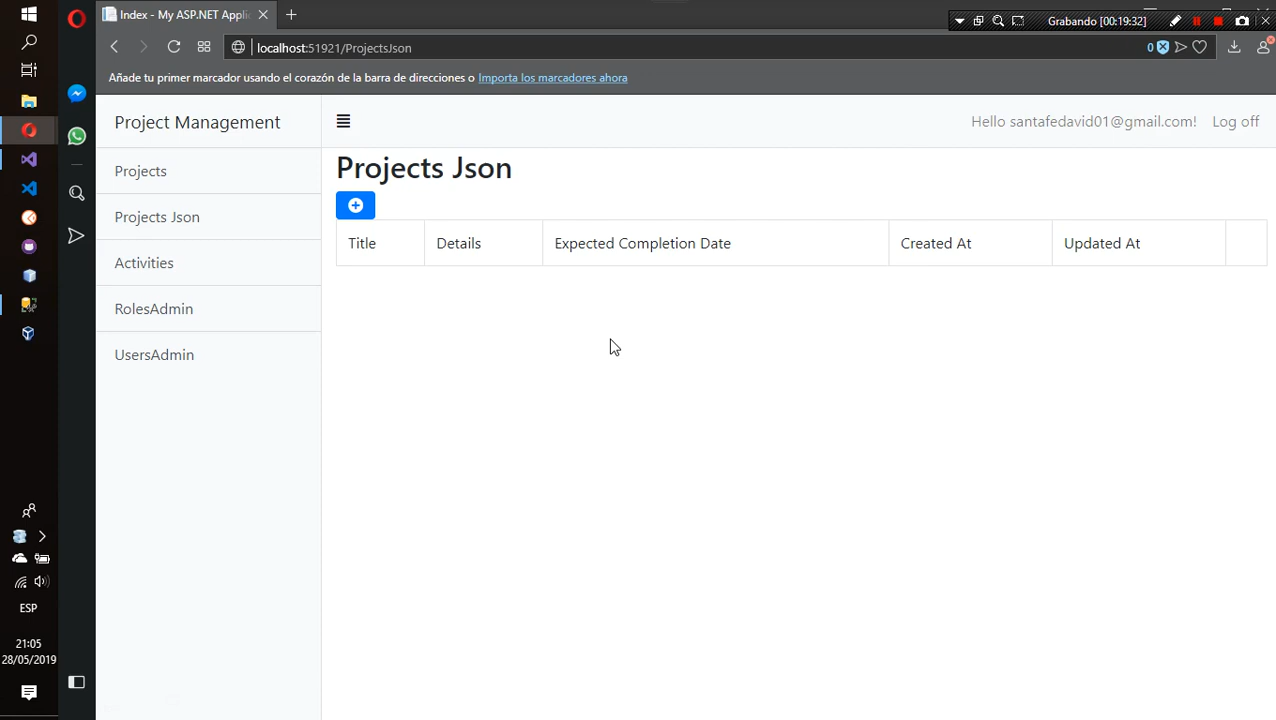 Index - My ASP.NET Applic
Grabando [00:19:32]
localhost:51921/ProjectsJson
0
Añade tu primer marcador usando el corazón de la barra de direcciones o Importa los marcadores ahora
Project Management
Hello santafedavid01@gmail.com! Log off
Projects
Projects Json
Activities
RolesAdmin
UsersAdmin
Projects Json
Title Details Expected Completion Date Created At Updated At
ESP
21:05
28/05/2019